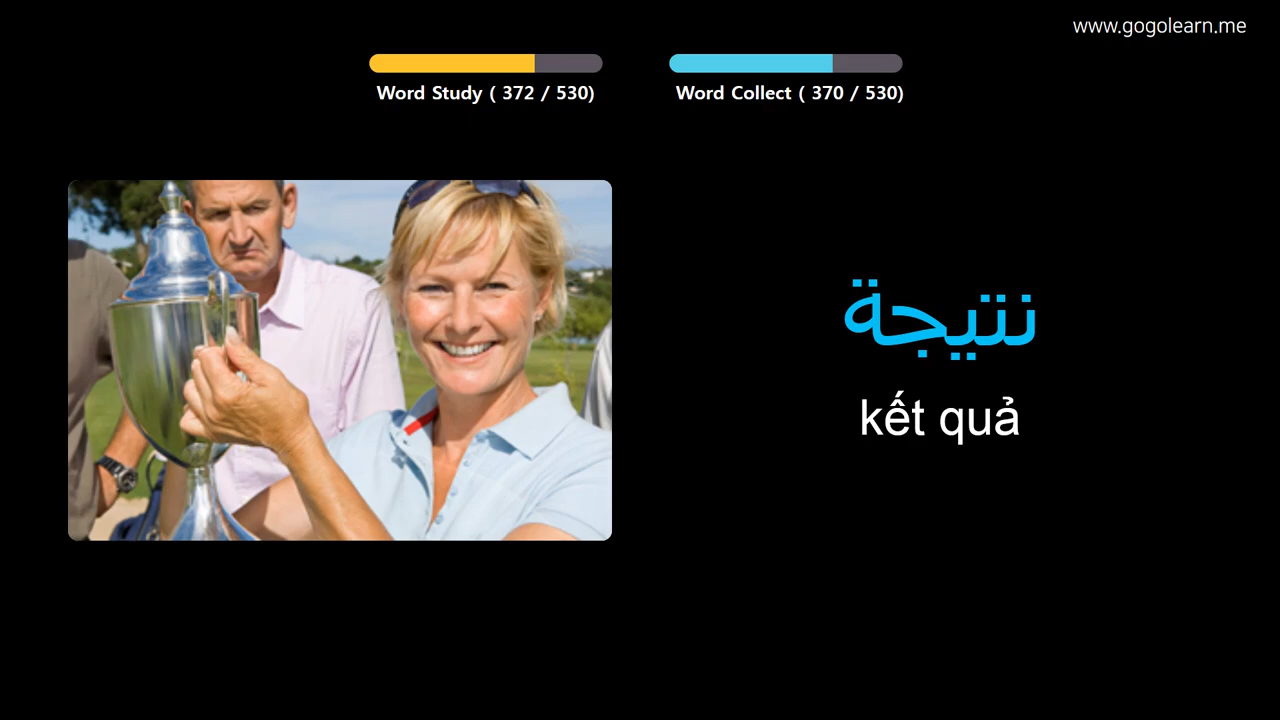 www.gogolearn.me
Word Study ( 372 / 530)
Word Collect ( 370 / 530)
نتيجة
kết quả